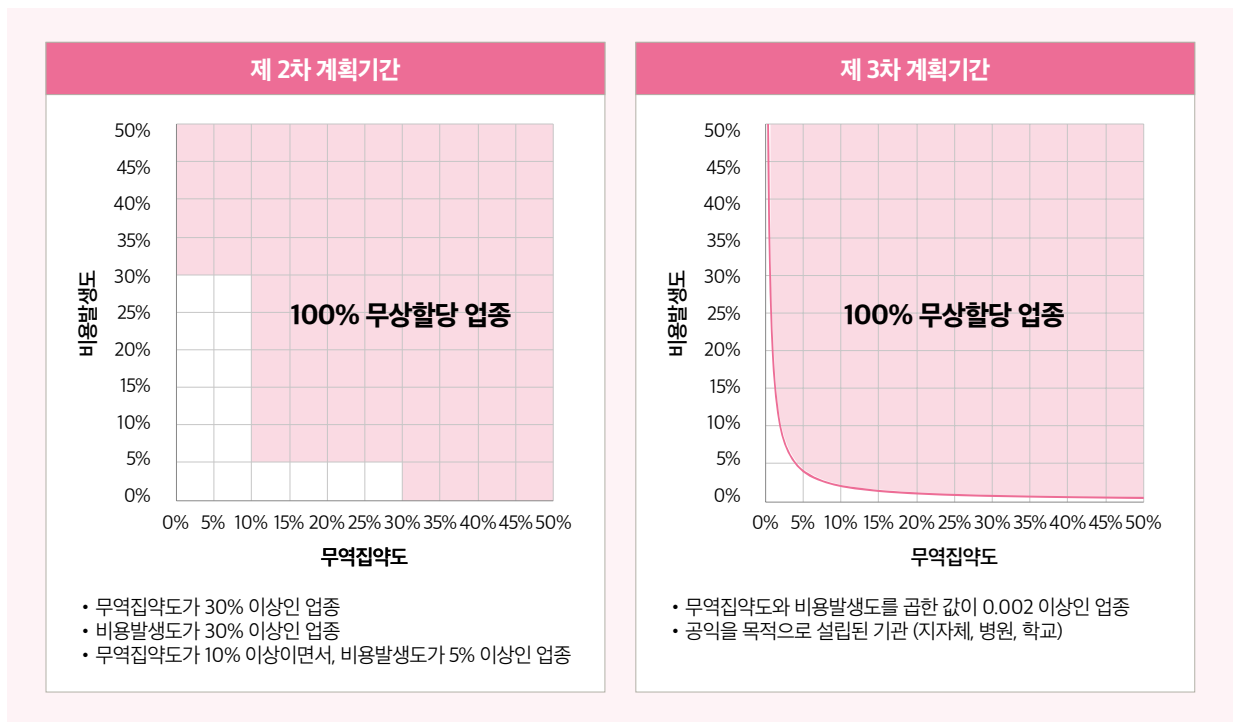 제 2차 계획기간
50%
45%
40%
35%
30%
25%
20%
15%
10%
5%
0%
비용발생도
100% 무상할당 업종
0% 5% 10% 15% 20% 25% 30% 35% 40% 45% 50%
무역집약도
• 무역집약도가 30% 이상인 업종
• 비용발생도가 30% 이상인 업종
• 무역집약도가 10% 이상이면서, 비용발생도가 5% 이상인 업종
제 3차 계획기간
50%
45%
40%
35%
30%
25%
20%
15%
10%
5%
0%
비용발생도
100% 무상할당 업종
0% 5% 10% 15% 20% 25% 30% 35% 40% 45% 50%
무역집약도
• 무역집약도와 비용발생도를 곱한 값이 0.002 이상인 업종
• 공익을 목적으로 설립된 기관 (지자체, 병원, 학교)